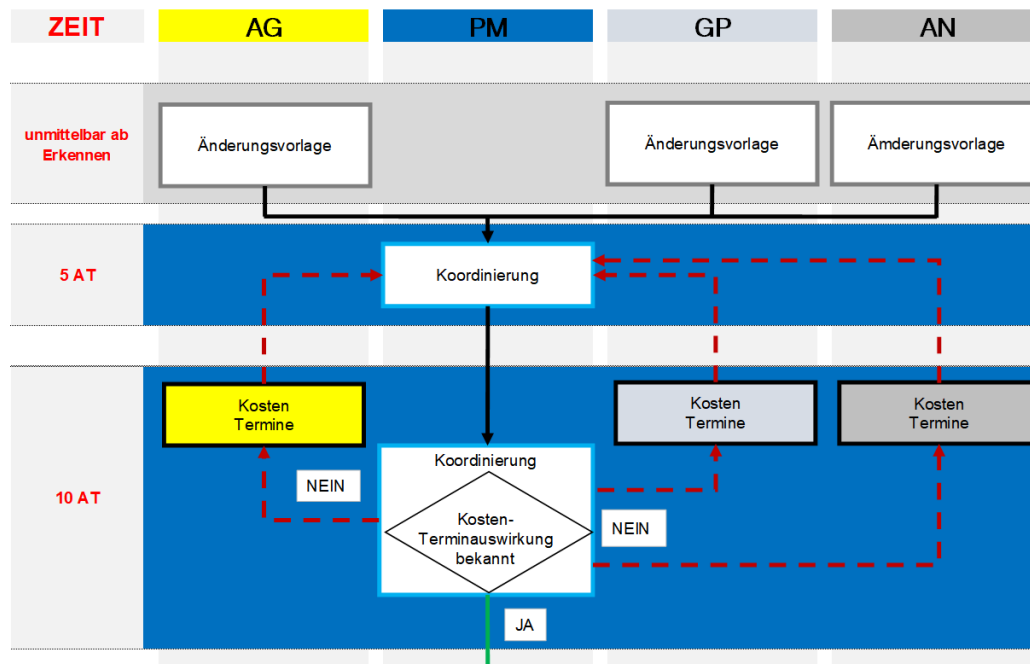 ZEIT
AG
PM
GP
AN
unmittelbar ab
Erkennen
Änderungsvorlage
Änderungsvorlage
Ämderungsvorlage
5 AT
Koordinierung
10 AT
Kosten
Termine
Kosten
Termine
Kosten
Termine
Koordinierung
NEIN
Kosten-
Terminauswirkung
bekannt
NEIN
JA